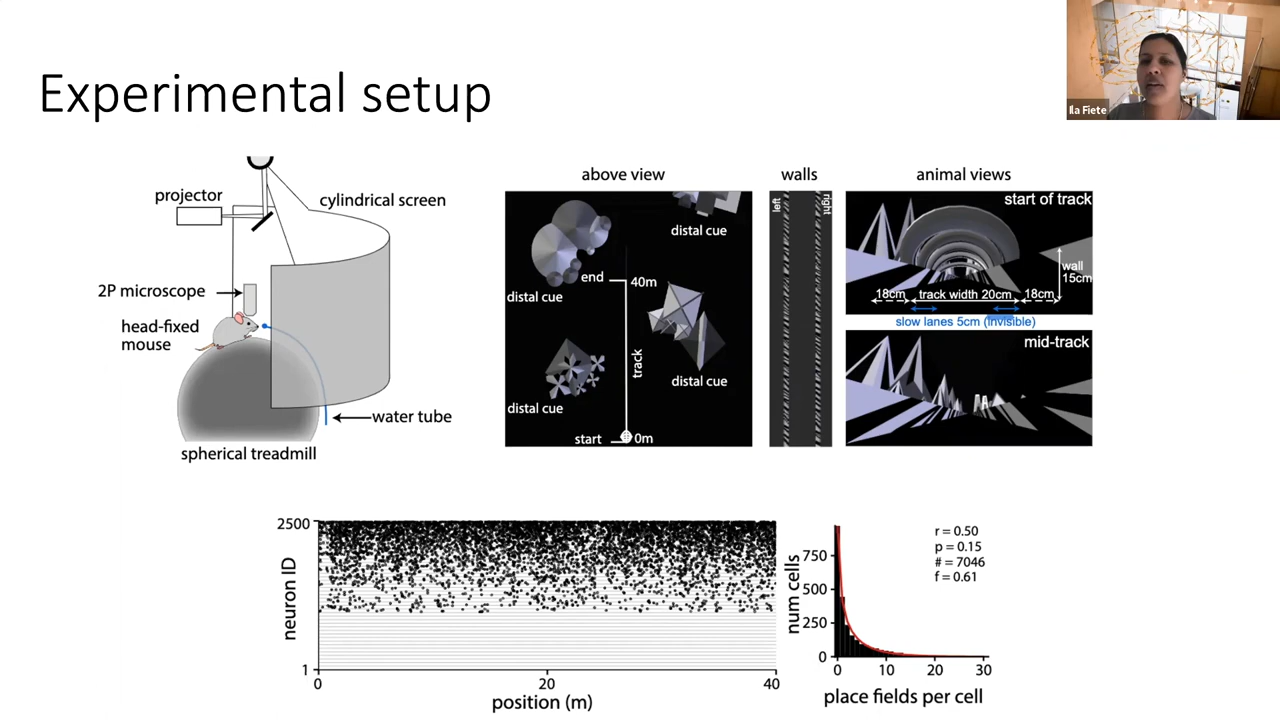 Experimental setup
Ila Fiete
projector
cylindrical screen
2P microscope
head-fixed
mouse
water tube
spherical treadmill
above view
distal cue
end
40m
distal cue
track
distal cue
distal cue
start
0m
walls
left
right
animal views
start of track
wall
15cm
18cm
track width 20cm
18cm
slow lanes 5cm (invisible)
mid-track
2500
neuron ID
1
0
20
40
position (m)
num cells
750
500
250
0
r = 0.50
p = 0.15
# = 7046
f = 0.61
0
10
20
30
place fields per cell